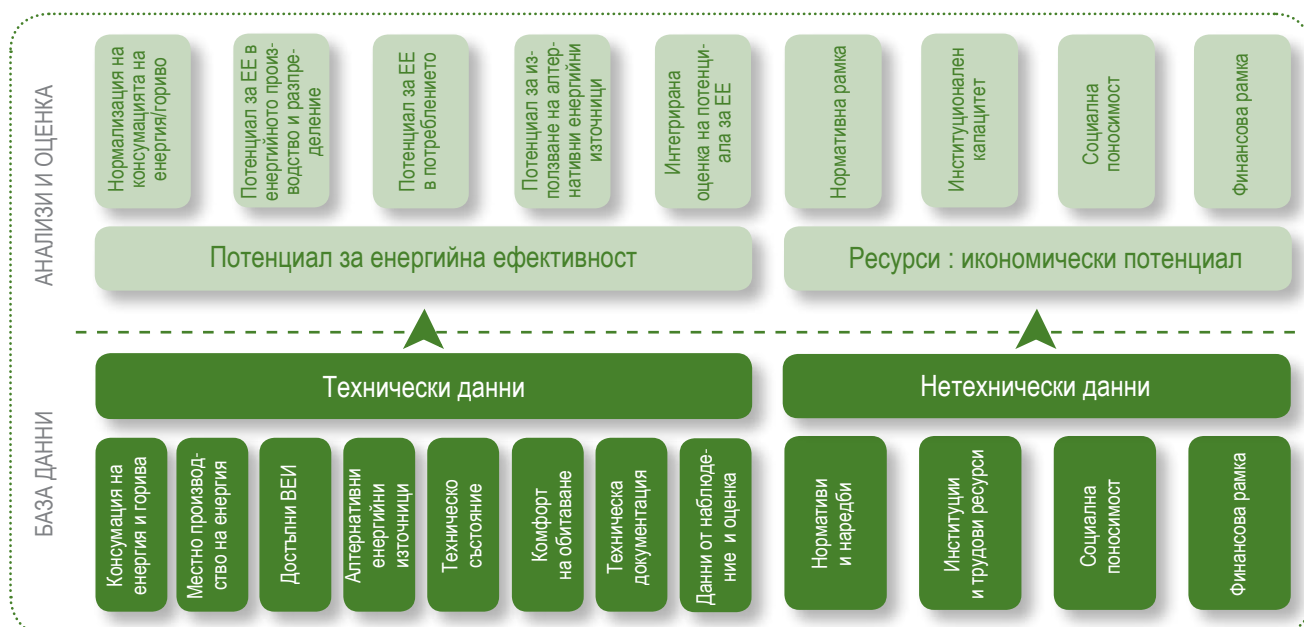 АНАЛИЗИ И ОЦЕНКА
Нормализация на
консумацията на
енергия/гориво
Потенциал за ЕЕ в
енергийното произ-
водство и разпре-
деление
Потенциал за ЕЕ
в потреблението
Потенциал за из-
ползване на алтер-
нативни енергийни
източници
Интегрирана
оценка на потенци-
ала за ЕЕ
Нормативна рамка
Институционален
капацитет
Социална
поносимост
Финансова рамка
Потенциал за енергийна ефективност
Ресурси : икономически потенциал
БАЗА ДАННИ
Технически данни
Нетехнически данни
Консумация на
енергия и горива
Местно производ-
ство на енергия
Достъпни ВЕИ
Алтернативни
енергийни
източници
Техническо
състояние
Комфорт
на обитаване
Техническа
документация
Данни от наблюде-
ние и оценка
Нормативи
и наредби
Институции
и трудови ресурси
Социална
поносимост
Финансова рамка